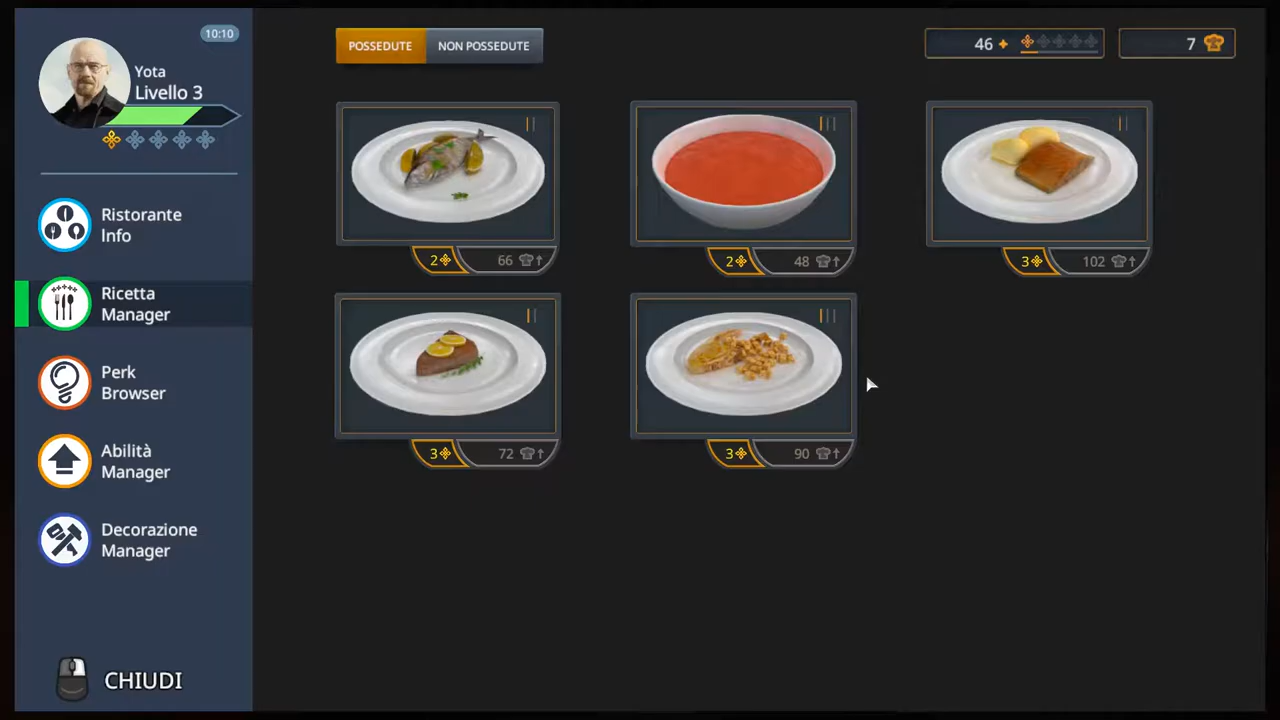 10:10
Yota
Livello 3
Ristorante
Info
Ricetta
Manager
Perk
Browser
Abilità
Manager
Decorazione
Manager
CHIUDI
POSSEDUTE
NON POSSEDUTE
46
7
2
66
2
48
3
102
3
72
3
90